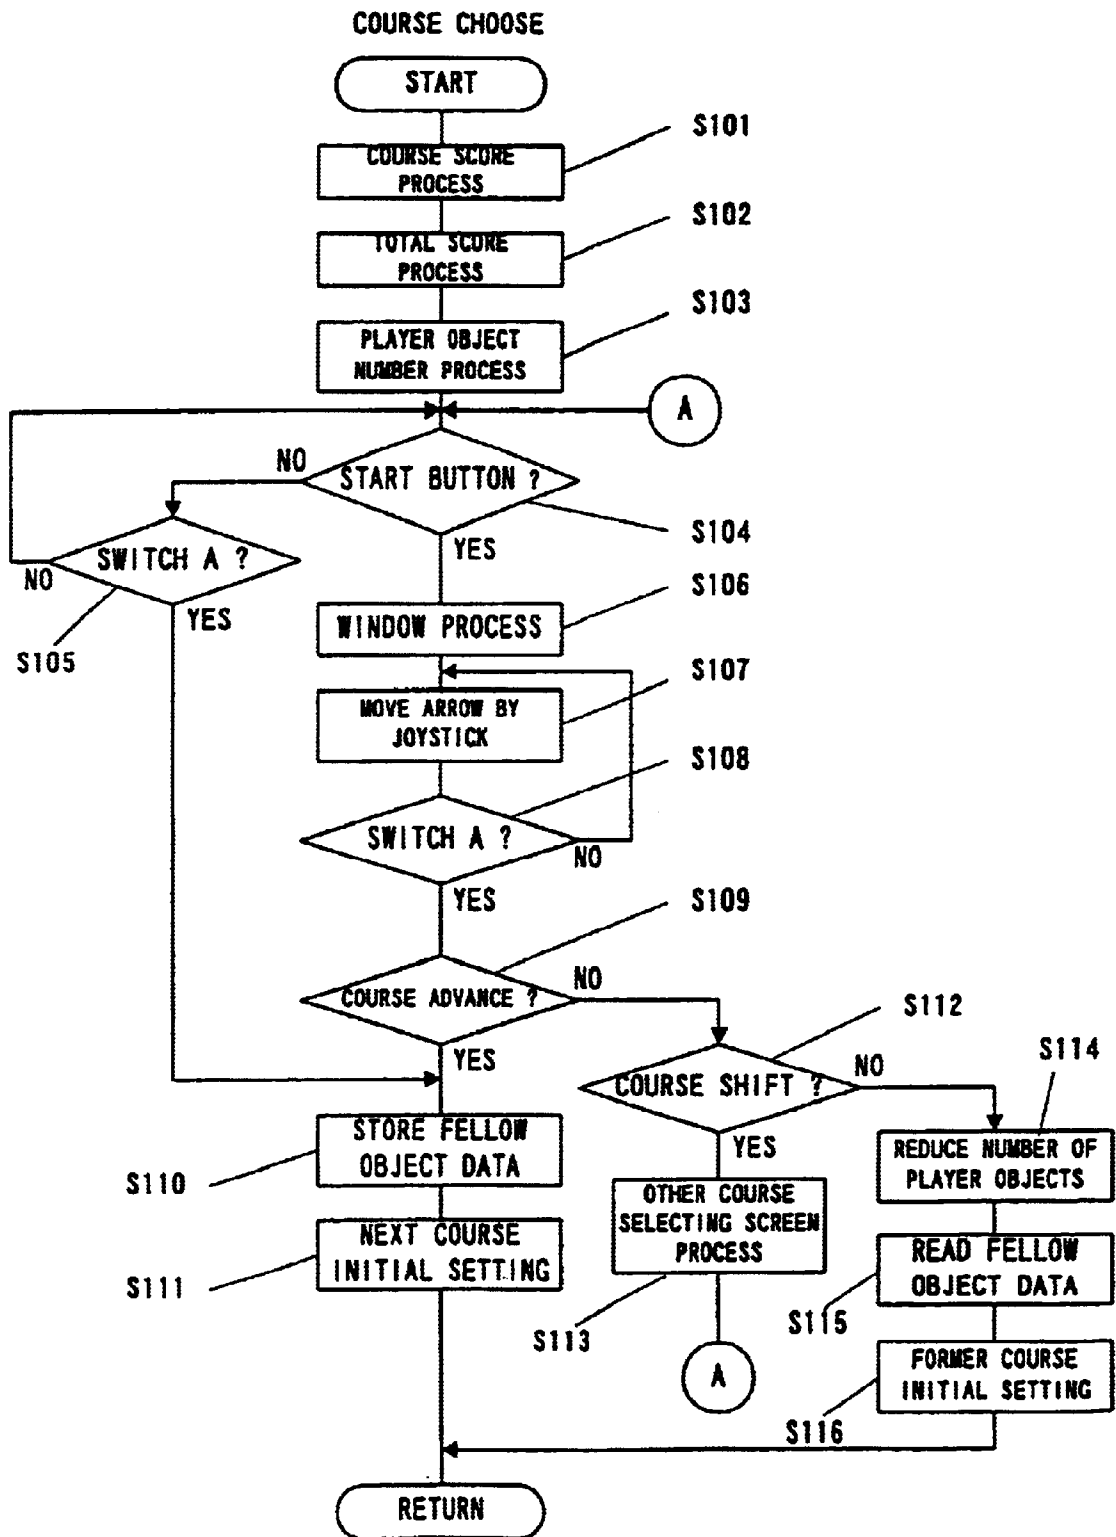 COURSE CHOOSE
START
S101
COURSE SCORE
PROCESS
S102
TOTAL SCORE
PROCESS
S103
PLAYER OBJECT
NUMBER PROCESS
A
NO
START BUTTON ?
S104
YES
SWITCH A ?
NO
YES
S105
S106
WINDOW PROCESS
S107
MOVE ARROW BY
JOYSTICK
S108
SWITCH A ?
NO
YES
S109
COURSE ADVANCE ?
NO
YES
S112
COURSE SHIFT ?
NO
YES
S114
STORE FELLOW
OBJECT DATA
S110
REDUCE NUMBER OF
PLAYER OBJECTS
OTHER COURSE
SELECTING SCREEN
PROCESS
NEXT COURSE
INITIAL SETTING
S111
READ FELLOW
OBJECT DATA
S115
S113
A
FORMER COURSE
INITIAL SETTING
S116
RETURN